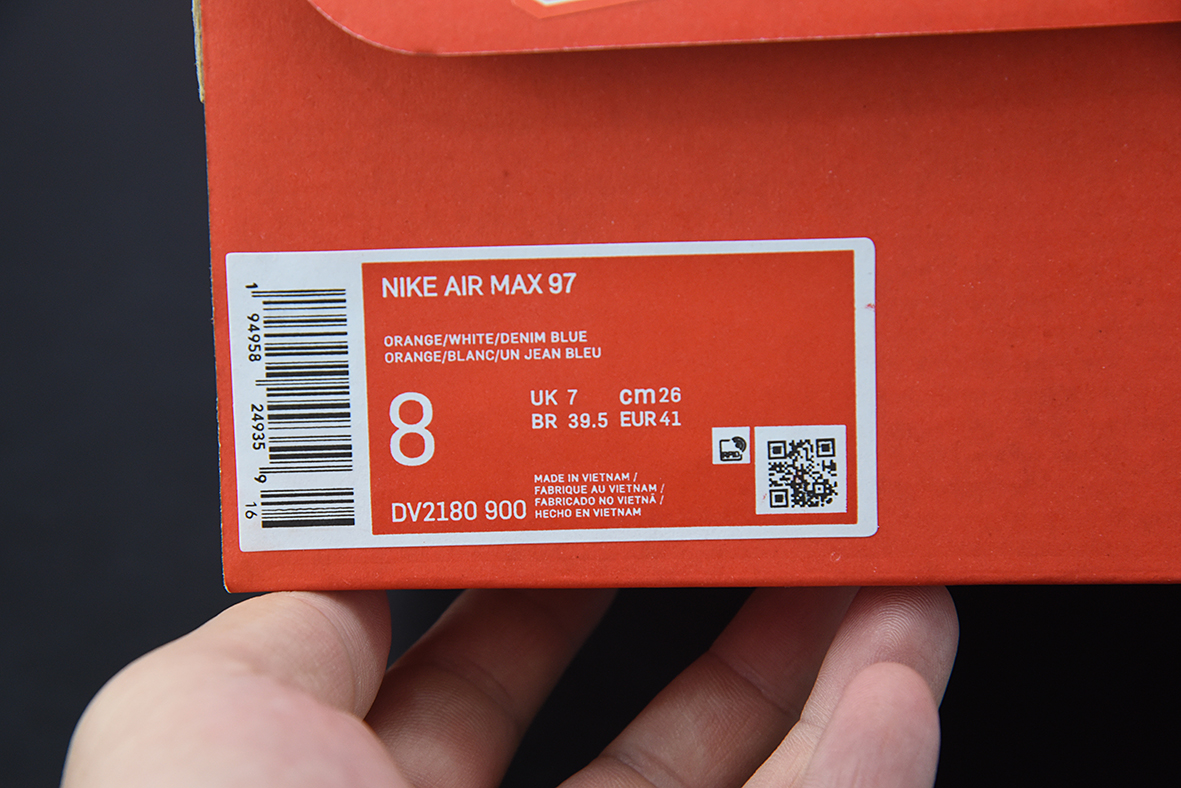 NIKE AIR MAX 97
ORANGE/WHITE/DENIM BLUE
ORANGE/BLANC/UN JEAN BLEU
8
UK 7 cm 26
BR 39.5 EUR 41
MADE IN VIETNAM /
FABRIQUE AU VIETNAM /
FABRICADO NO VIETNÃ /
HECHO EN VIETNAM
DV2180 900
1 94958 24935 9 16